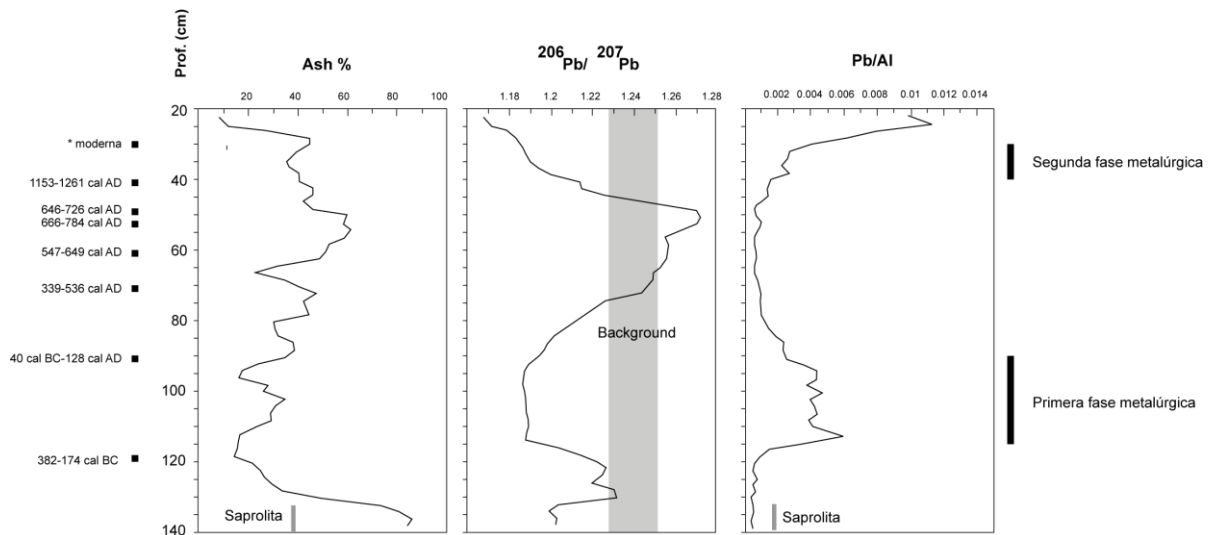 Prof. (cm)
Ash %
206Pb/ 207Pb
Pb/Al
20 40 60 80 100
1.18 1.2 1.22 1.24 1.26 1.28
0.002 0.004 0.006 0.008 0.01 0.012 0.014
20
* moderna
Segunda fase metalúrgica
1153-1261 cal AD
40
646-726 cal AD
666-784 cal AD
547-649 cal AD
60
339-536 cal AD
80
Background
40 cal BC-128 cal AD
100
Primera fase metalúrgica
382-174 cal BC
120
Saprolita
Saprolita
140